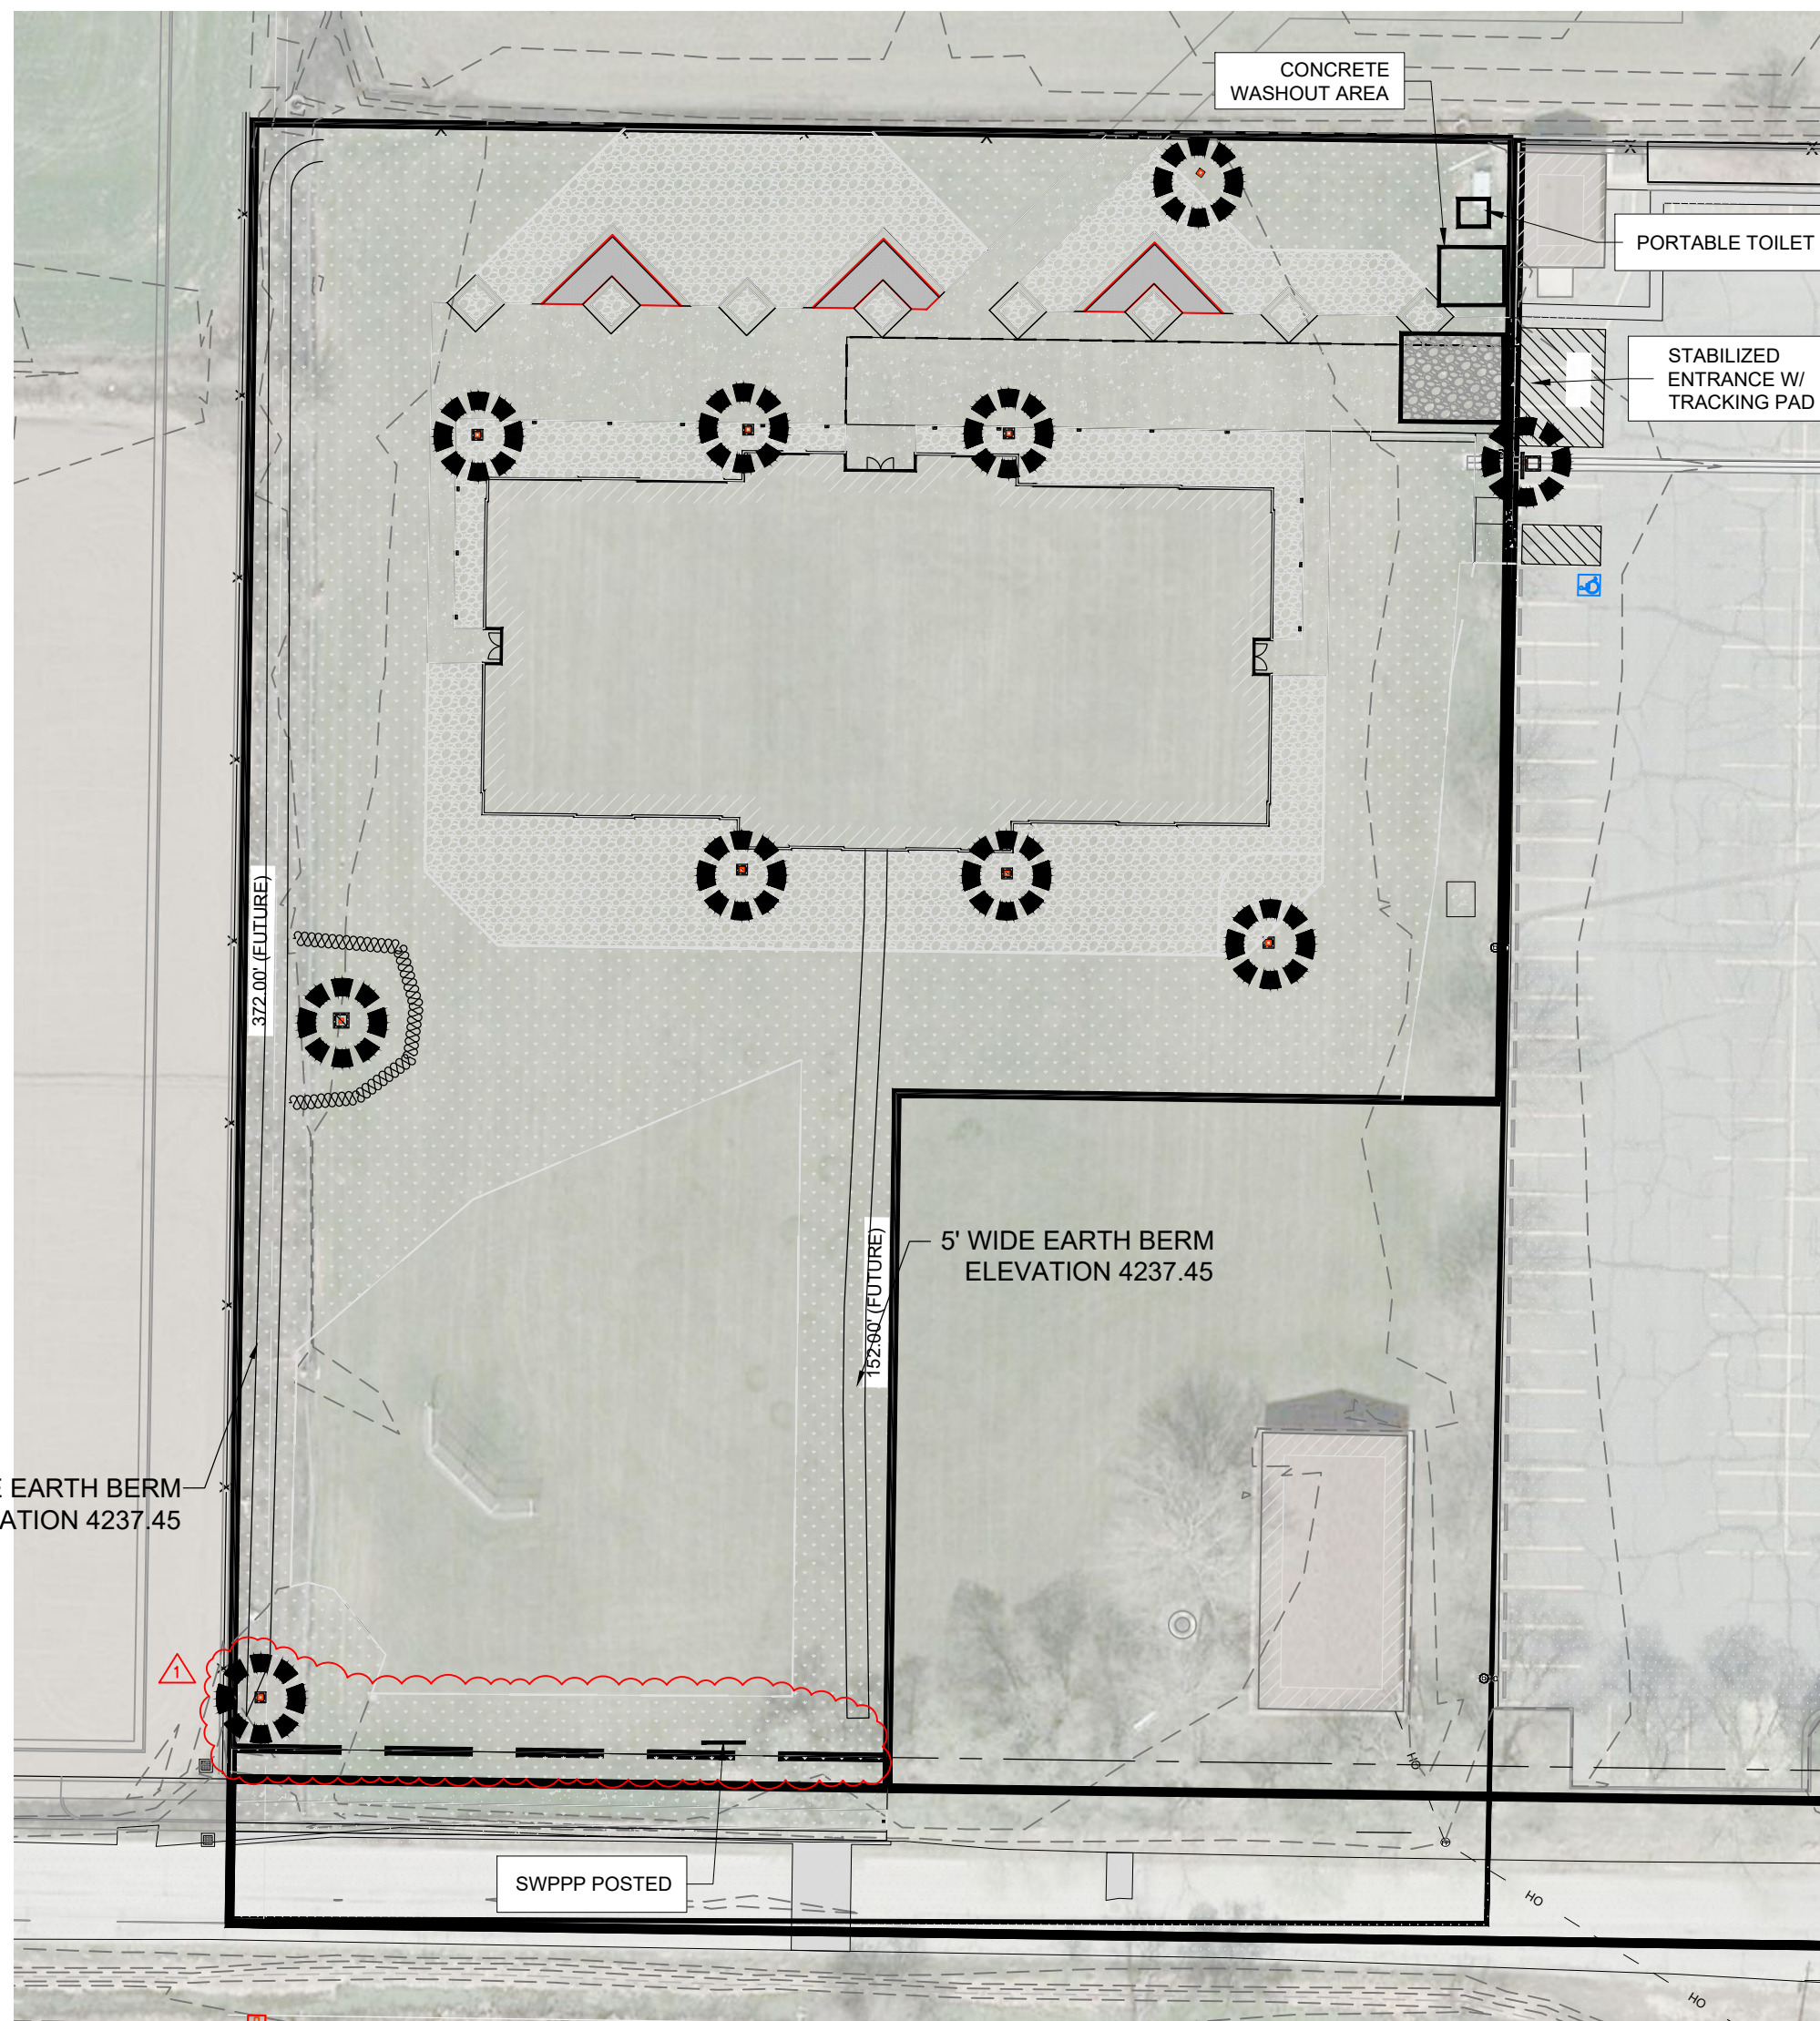 CONCRETE
WASHOUT AREA
PORTABLE TOILET
STABILIZED
ENTRANCE W/
TRACKING PAD
372.00' (FUTURE)
5' WIDE EARTH BERM
ELEVATION 4237.45
152.00' (FUTURE)
EARTH BERM
ATION 4237.45
1
SWPPP POSTED
HO
HO
HO